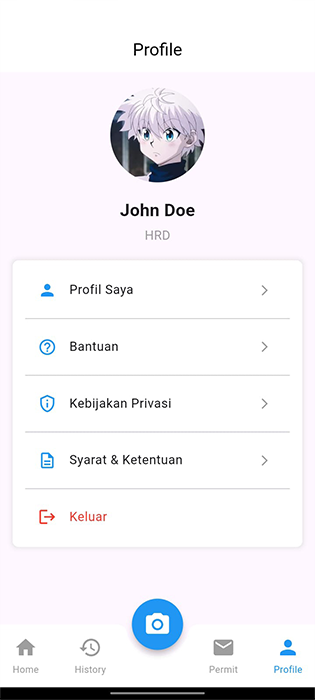 Profile
John Doe
HRD
Profil Saya
Bantuan
Kebijakan Privasi
Syarat & Ketentuan
Keluar
Home
History
Permit
Profile